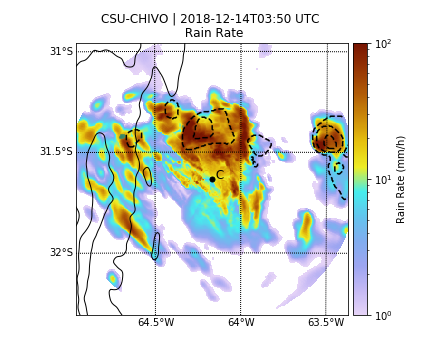 CSU-CHIVO | 2018-12-14T03:50 UTC
Rain Rate
31°S
31.5°S
32°S
C
64.5°W 64°W 63.5°W
10²
10¹
10⁰
Rain Rate (mm/h)